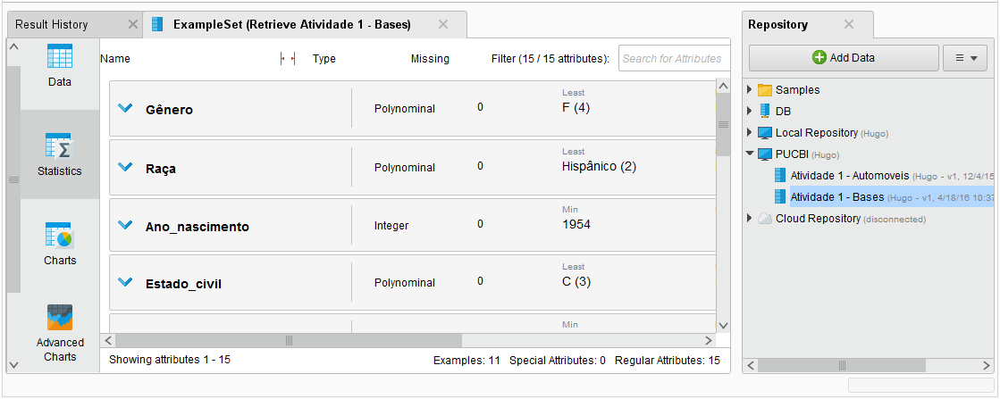 Result History
ExampleSet (Retrieve Atividade 1 - Bases)
Data
Statistics
Charts
Advanced
Charts
Name
Type
Missing
Filter (15 / 15 attributes):
Search for Attributes
Gênero
Polynominal
0
Least
F (4)
Raça
Polynominal
0
Least
Hispânico (2)
Ano_nascimento
Integer
0
Min
1954
Estado_civil
Polynominal
0
Least
C (3)
Min
Showing attributes 1 - 15
Examples: 11 Special Attributes: 0 Regular Attributes: 15
Repository
Add Data
Samples
DB
Local Repository (Hugo)
PUCBI (Hugo)
Atividade 1 - Automoveis (Hugo - v1, 12/4/15
Atividade 1 - Bases (Hugo - v1, 4/18/16 10:37
Cloud Repository (disconnected)